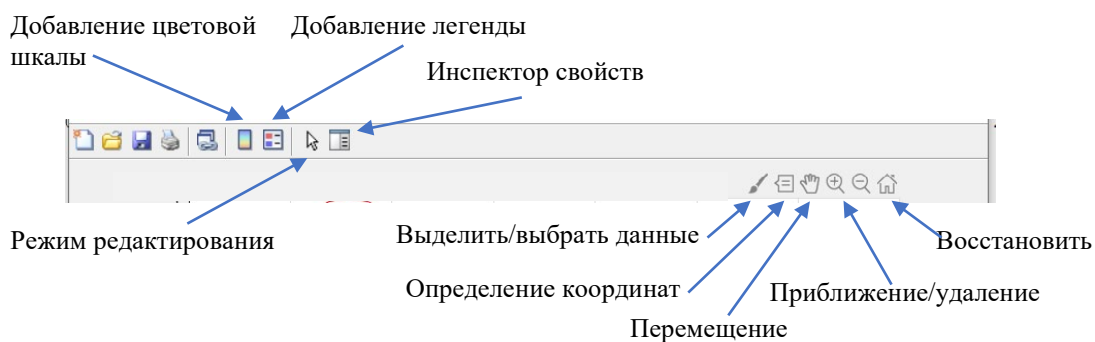 Добавление цветовой
шкалы
Добавление легенды
Инспектор свойств
Режим редактирования
Выделить/выбрать данные
Восстановить
Определение координат
Приближение/удаление
Перемещение